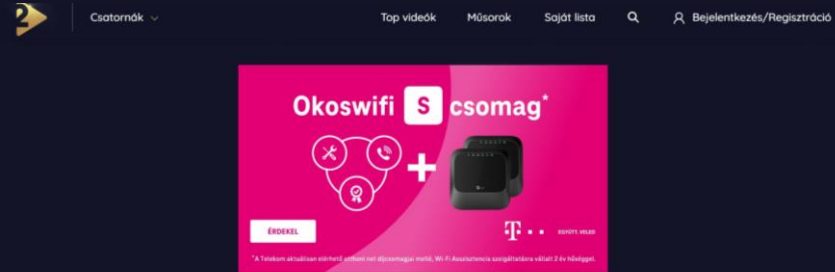 2
Csatornák
Top videók
Műsorok
Saját lista
Bejelentkezés/Regisztráció
Okoswifi S csomag*
ÉRDEKEL
T
EGYÜTT. VELED
*A Telekom aktuálisan elérhető otthoni net díjcsomagjai mellé, Wi-Fi Asszisztencia szolgáltatásra vállalt 2 év hűséggel.